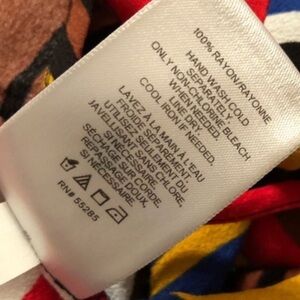 100% RAYON/RAYONNE
HAND WASH COLD
SEPARATELY.
ONLY NON-CHLORINE BLEACH
WHEN NEEDED.
LINE DRY.
COOL IRON IF NEEDED.
LAVEZ À LA MAIN À L'EAU
FROIDE SÉPARÉMENT.
UTILISEZ SEULEMENT DU
JAVELLISANT SANS CHLORE
SI NÉCESSAIRE.
SÉCHAGE SUR CORDE.
REPASSAGE DOUX,
SI NÉCESSAIRE.
RN# 55285